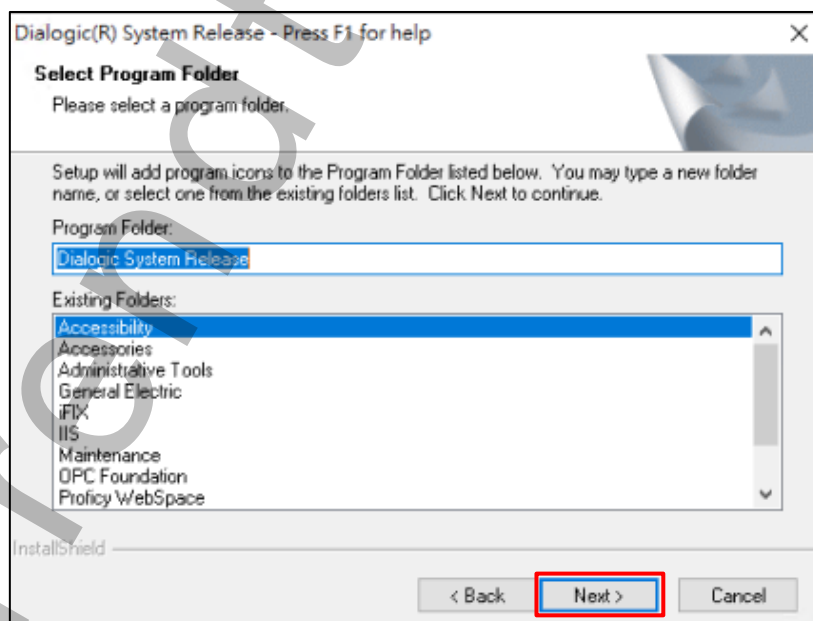 Dialogic(R) System Release - Press F1 for help
Select Program Folder
Please select a program folder.
Setup will add program icons to the Program Folder listed below. You may type a new folder
name, or select one from the existing folders list. Click Next to continue.
Program Folder:
Dialogic System Release
Existing Folders:
Accessibility
Accessories
Administrative Tools
General Electric
iFIX
IIS
Maintenance
OPC Foundation
Proficy WebSpace
InstallShield
< Back Next > Cancel